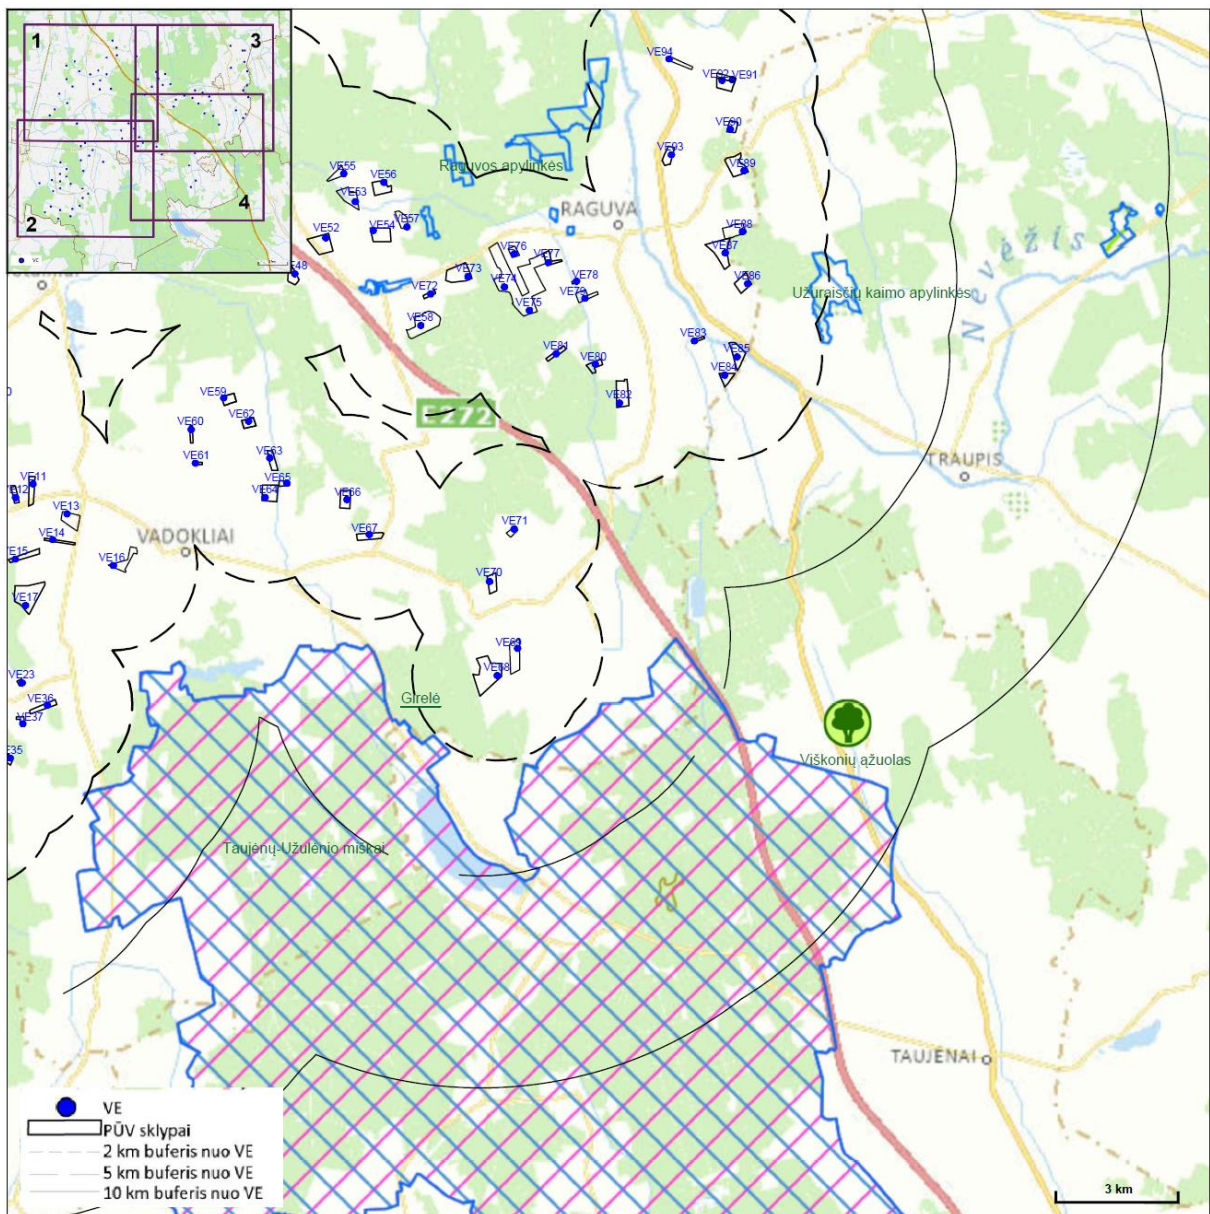 1
3
2
4
VE
VE94
VE92
VE91
VE90
VE93
VE89
Raguvos apylinkės
VE55
VE56
VE53
VE57
VE54
VE52
RAGUVA
VE88
VE87
VE86
Nevėžis
Užuraisčių kaimo apylinkės
VE76
VE77
VE78
VE79
VE73
VE74
VE72
VE75
VE58
VE83
VE85
VE84
VE81
VE80
VE82
E272
VE59
VE60
VE62
VE61
VE63
VE65
VE64
VE66
VE67
VE11
VE13
VE14
VE16
VE17
VADOKLIAI
TRAUPIS
VE71
VE70
VE69
VE68
VE23
VE36
VE37
Girelė
Viškonių ąžuolas
Taujėnų-Užulėnio miškai
TAUJĖNAI
VE
PŪV sklypai
2 km buferis nuo VE
5 km buferis nuo VE
10 km buferis nuo VE
3 km